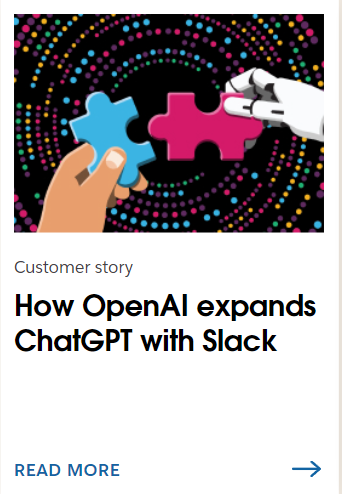 Customer story
How OpenAI expands
ChatGPT with Slack
READ MORE